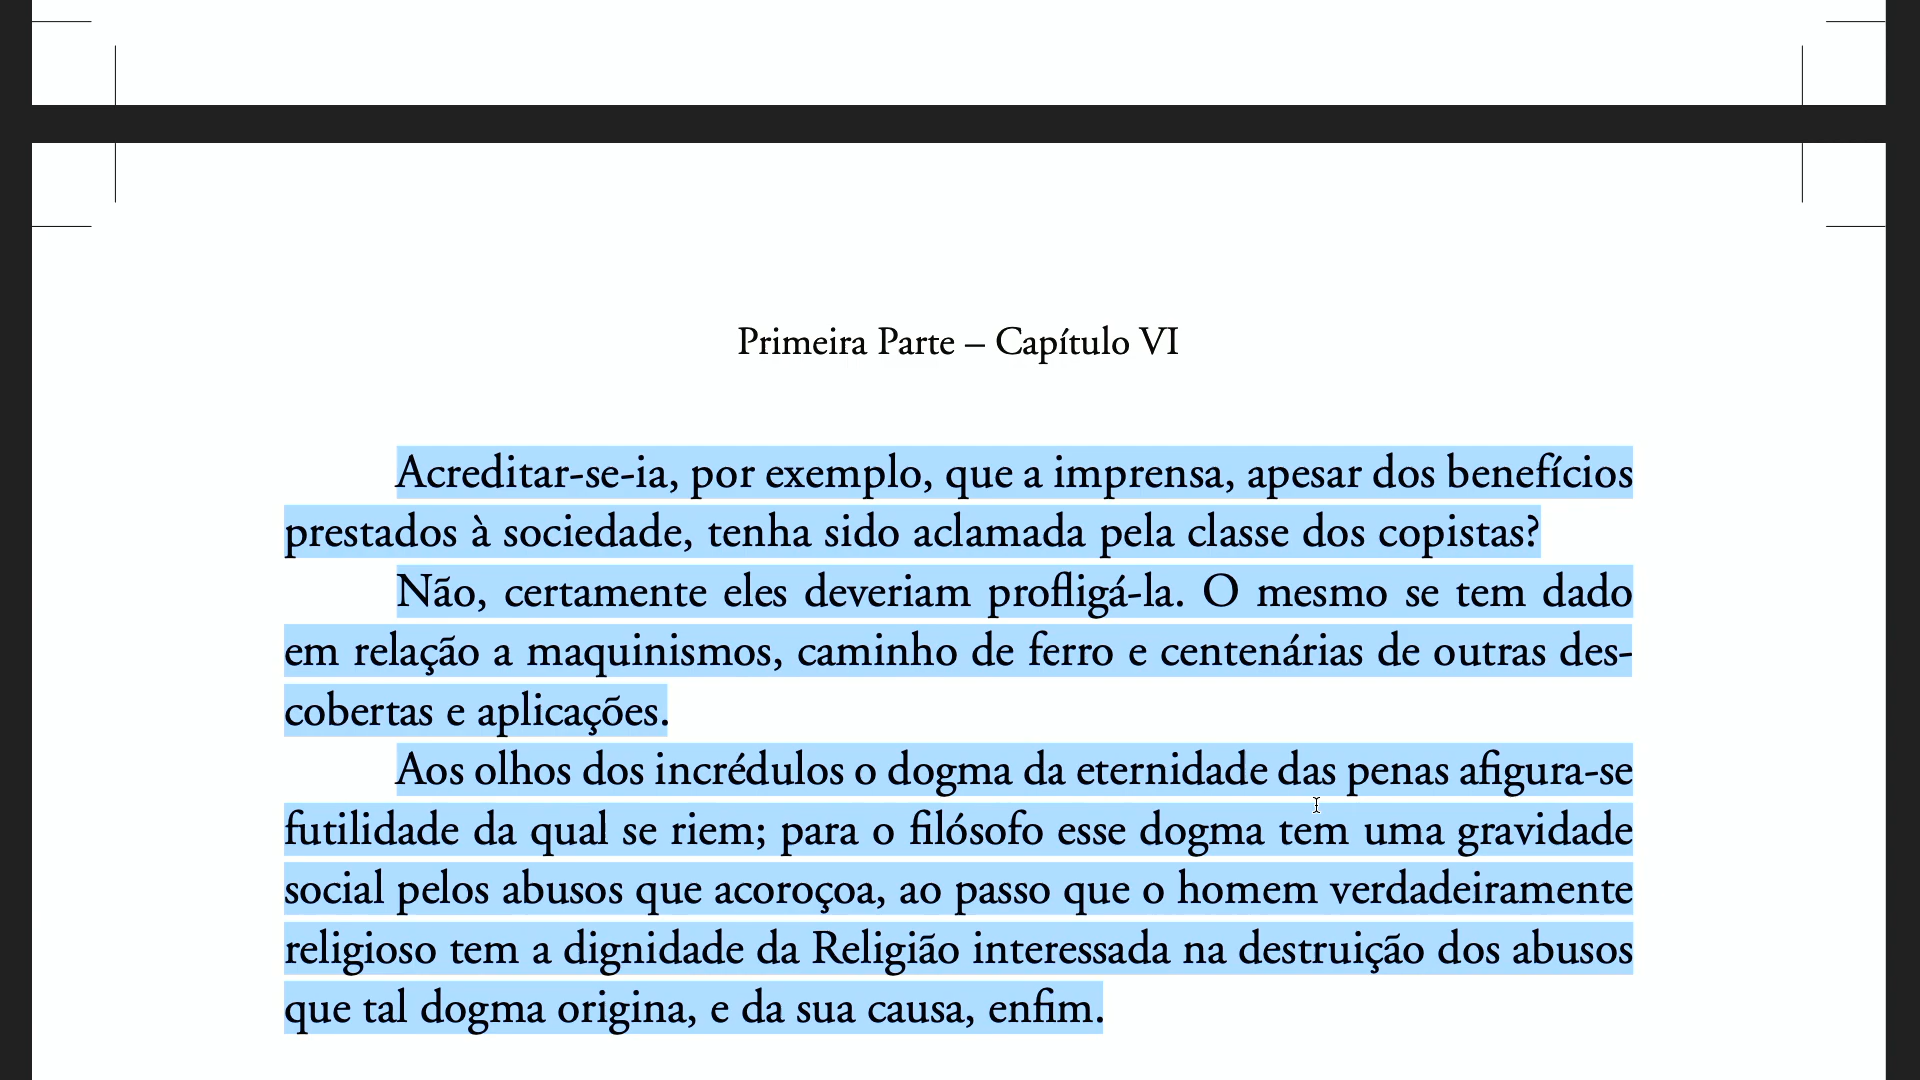 Primeira Parte – Capítulo VI
Acreditar-se-ia, por exemplo, que a imprensa, apesar dos benefícios
prestados à sociedade, tenha sido aclamada pela classe dos copistas?
Não, certamente eles deveriam profligá-la. O mesmo se tem dado
em relação a maquinismos, caminho de ferro e centenárias de outras des-
cobertas e aplicações.
Aos olhos dos incrédulos o dogma da eternidade das penas afigura-se
futilidade da qual se riem; para o filósofo esse dogma tem uma gravidade
social pelos abusos que acoroçoa, ao passo que o homem verdadeiramente
religioso tem a dignidade da Religião interessada na destruição dos abusos
que tal dogma origina, e da sua causa, enfim.